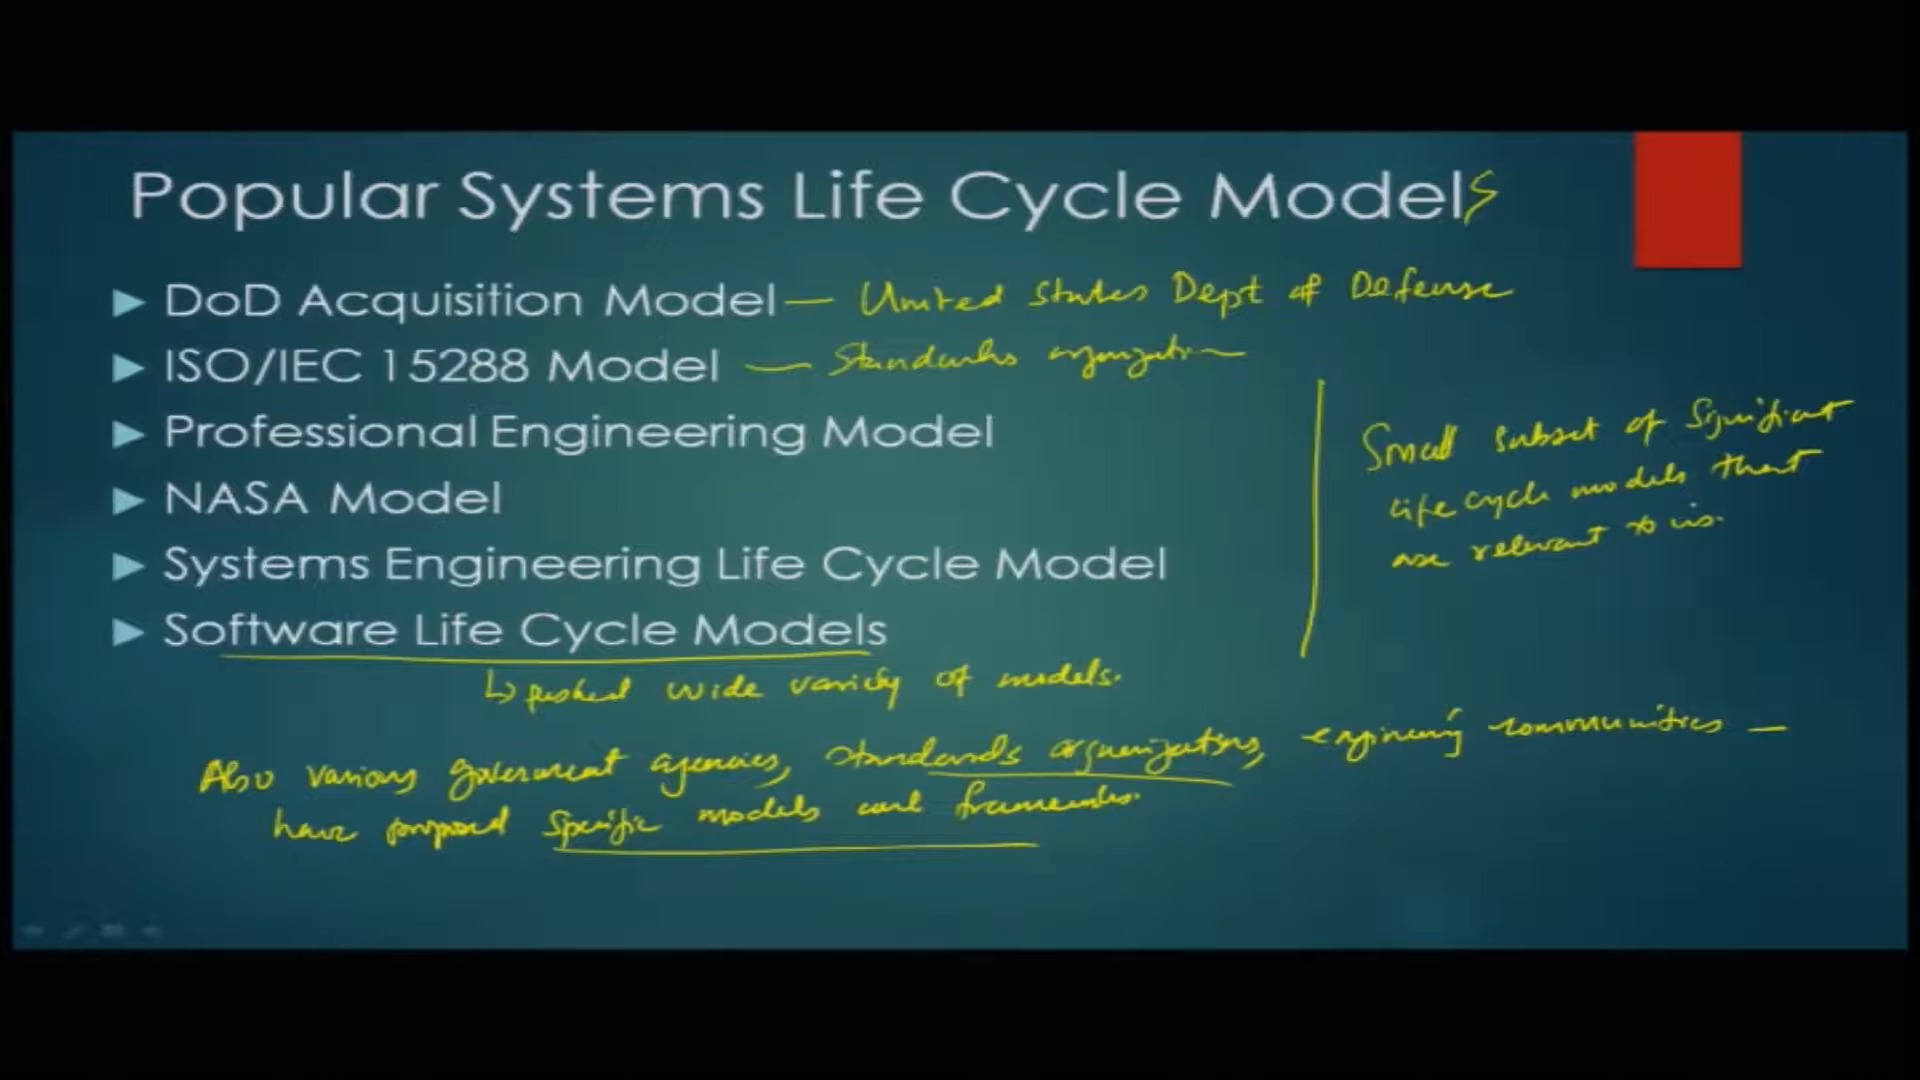 Popular Systems Life Cycle Models
DoD Acquisition Model — United States Dept of Defense
ISO/IEC 15288 Model — Standards organization
Professional Engineering Model
NASA Model
Systems Engineering Life Cycle Model
Software Life Cycle Models
↳ pushed wide variety of models.
Small subset of significant
life cycle models that
are relevant to us.
Also various government agencies, standards organizations, engineering communities —
have proposed specific models and frameworks.